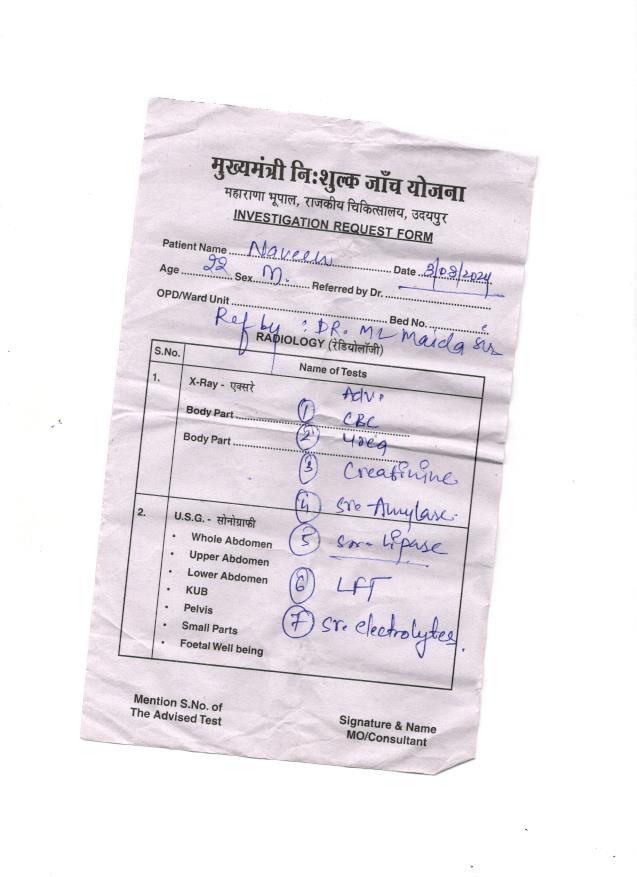 मुख्यमंत्री निःशुल्क जाँच योजना
महाराणा भूपाल, राजकीय चिकित्सालय, उदयपुर
INVESTIGATION REQUEST FORM
Patient Name Naveen Date 3/08/2024
Age 22 Sex M. Referred by Dr.
OPD/Ward Unit Bed No.
Ref by : DR. ML Maida Sir
RADIOLOGY (रेडियोलॉजी)
S.No. Name of Tests
1. X-Ray - एक्सरे Adv.
Body Part 1 CBC
Body Part 2 Urea
3 Creatinine
4 Sre-Amylase.
2. U.S.G. - सोनोग्राफी
• Whole Abdomen 5 Sre-Lipase
• Upper Abdomen
• Lower Abdomen 6 LFT
• KUB
• Pelvis 7 Sre. electrolytes.
• Small Parts
• Foetal Well being
Mention S.No. of
The Advised Test
Signature & Name
MO/Consultant